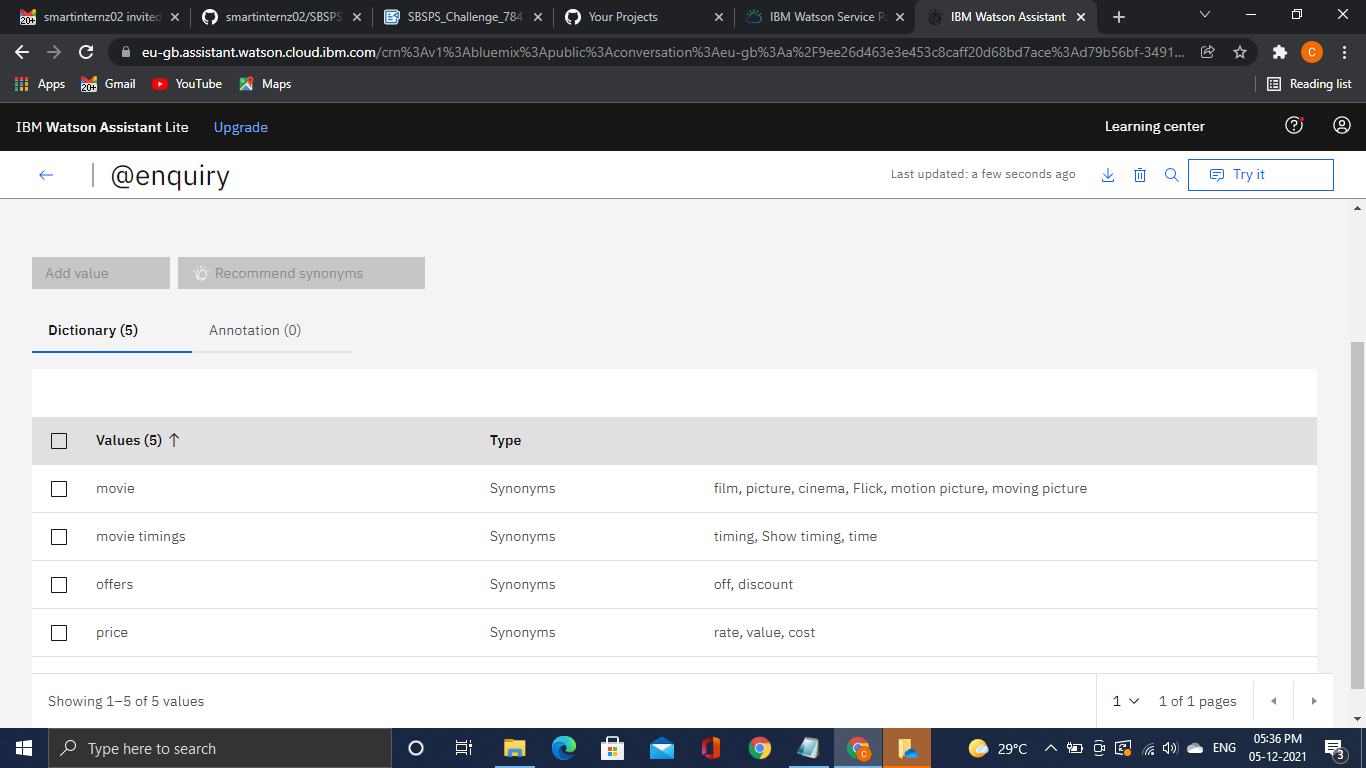 smartinternz02 invited
smartinternz02/SBSPS
SBSPS_Challenge_784
Your Projects
IBM Watson Service P
IBM Watson Assistant
eu-gb.assistant.watson.cloud.ibm.com/crn%3Av1%3Abluemix%3Apublic%3Aconversation%3Aeu-gb%3Aa%2F9ee26d463e3e453c8caff20d68bd7ace%3Ad79b56bf-3491...
C
Apps
20+
Gmail
YouTube
Maps
Reading list
IBM Watson Assistant Lite
Upgrade
Learning center
@enquiry
Last updated: a few seconds ago
Try it
Add value
Recommend synonyms
Dictionary (5)
Annotation (0)
Values (5)
Type
movie
Synonyms
film, picture, cinema, Flick, motion picture, moving picture
movie timings
Synonyms
timing, Show timing, time
offers
Synonyms
off, discount
price
Synonyms
rate, value, cost
Showing 1–5 of 5 values
1
1 of 1 pages
Type here to search
29°C
ENG
05:36 PM
05-12-2021
3